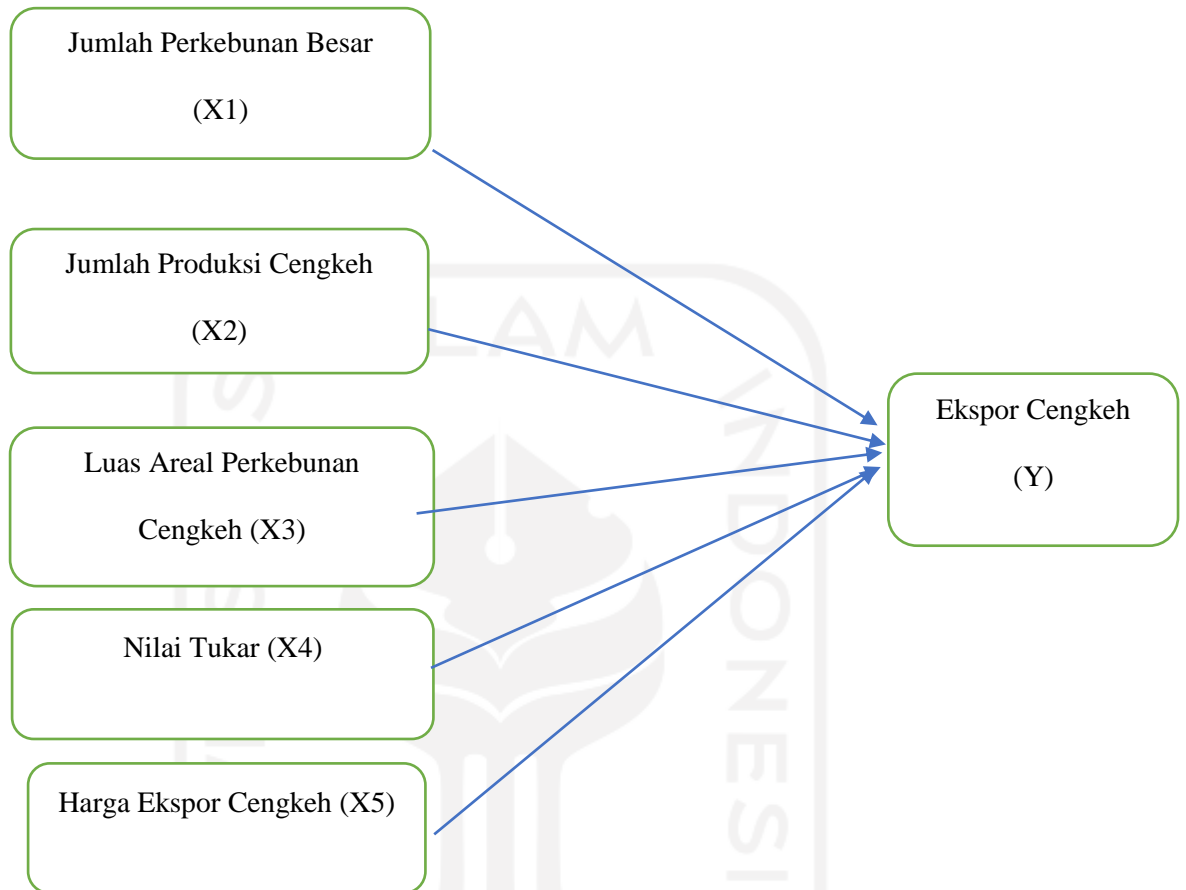 Jumlah Perkebunan Besar
(X1)
Jumlah Produksi Cengkeh
(X2)
Luas Areal Perkebunan
Cengkeh (X3)
Nilai Tukar (X4)
Harga Ekspor Cengkeh (X5)
Ekspor Cengkeh
(Y)